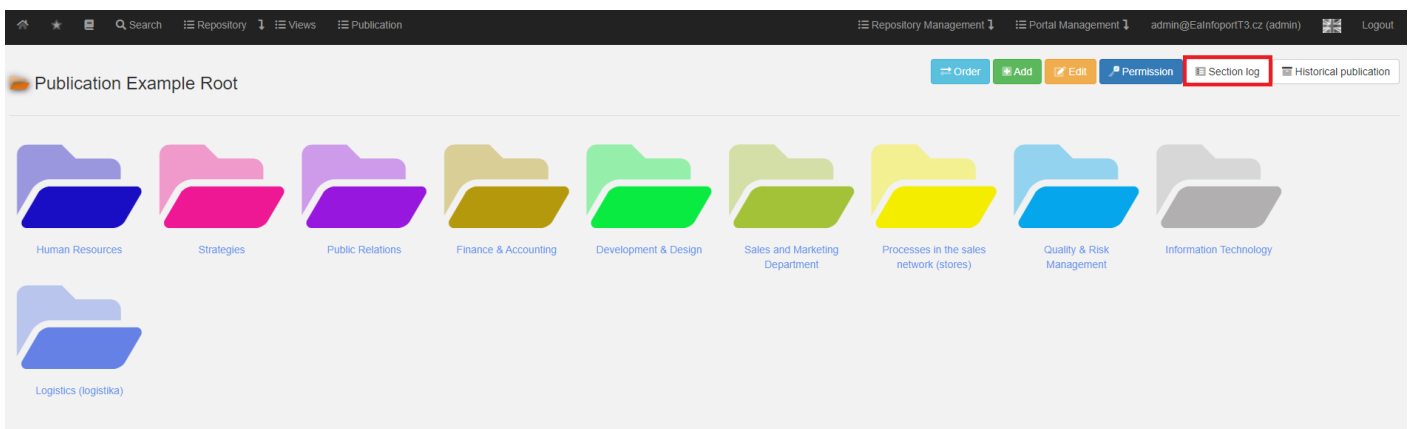 Search
Repository
Views
Publication
Repository Management
Portal Management
admin@EaInfoportT3.cz (admin)
Logout
Publication Example Root
Order
Add
Edit
Permission
Section log
Historical publication
Human Resources
Strategies
Public Relations
Finance & Accounting
Development & Design
Sales and Marketing
Department
Processes in the sales
network (stores)
Quality & Risk
Management
Information Technology
Logistics (logistika)